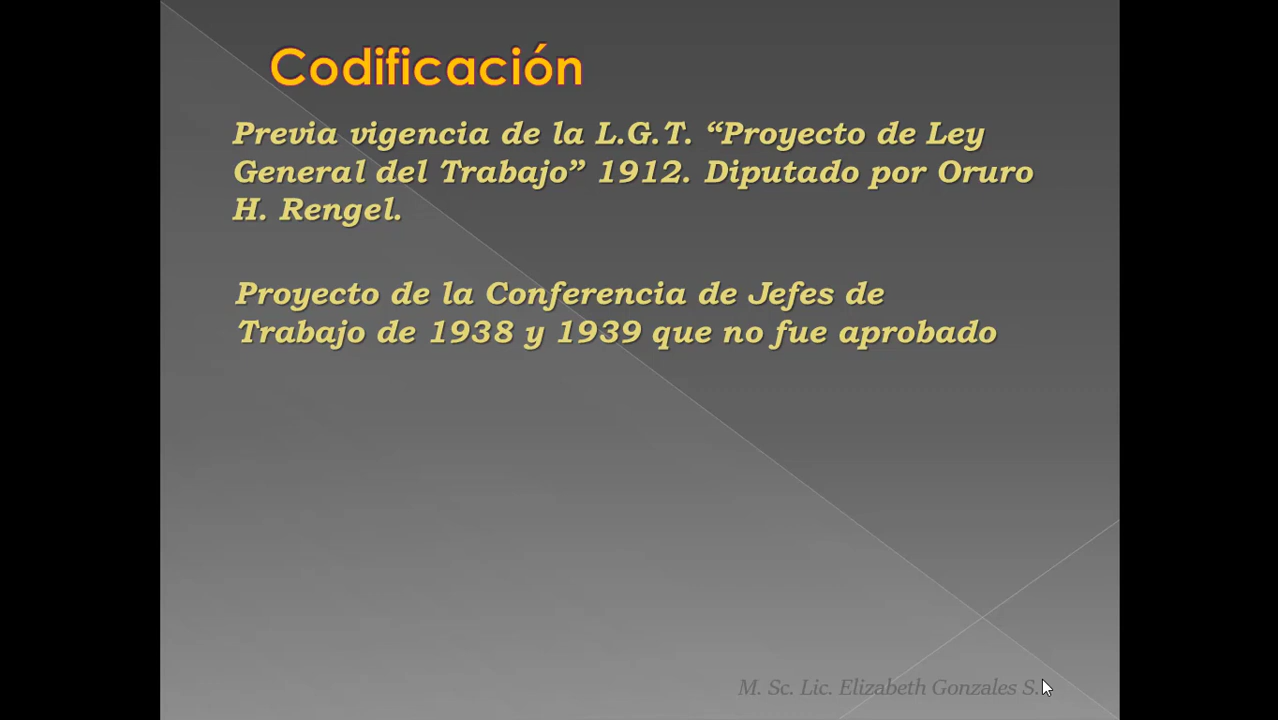 Codificación
Previa vigencia de la L.G.T. “Proyecto de Ley
General del Trabajo” 1912. Diputado por Oruro
H. Rengel.
Proyecto de la Conferencia de Jefes de
Trabajo de 1938 y 1939 que no fue aprobado
M. Sc. Lic. Elizabeth Gonzales S.